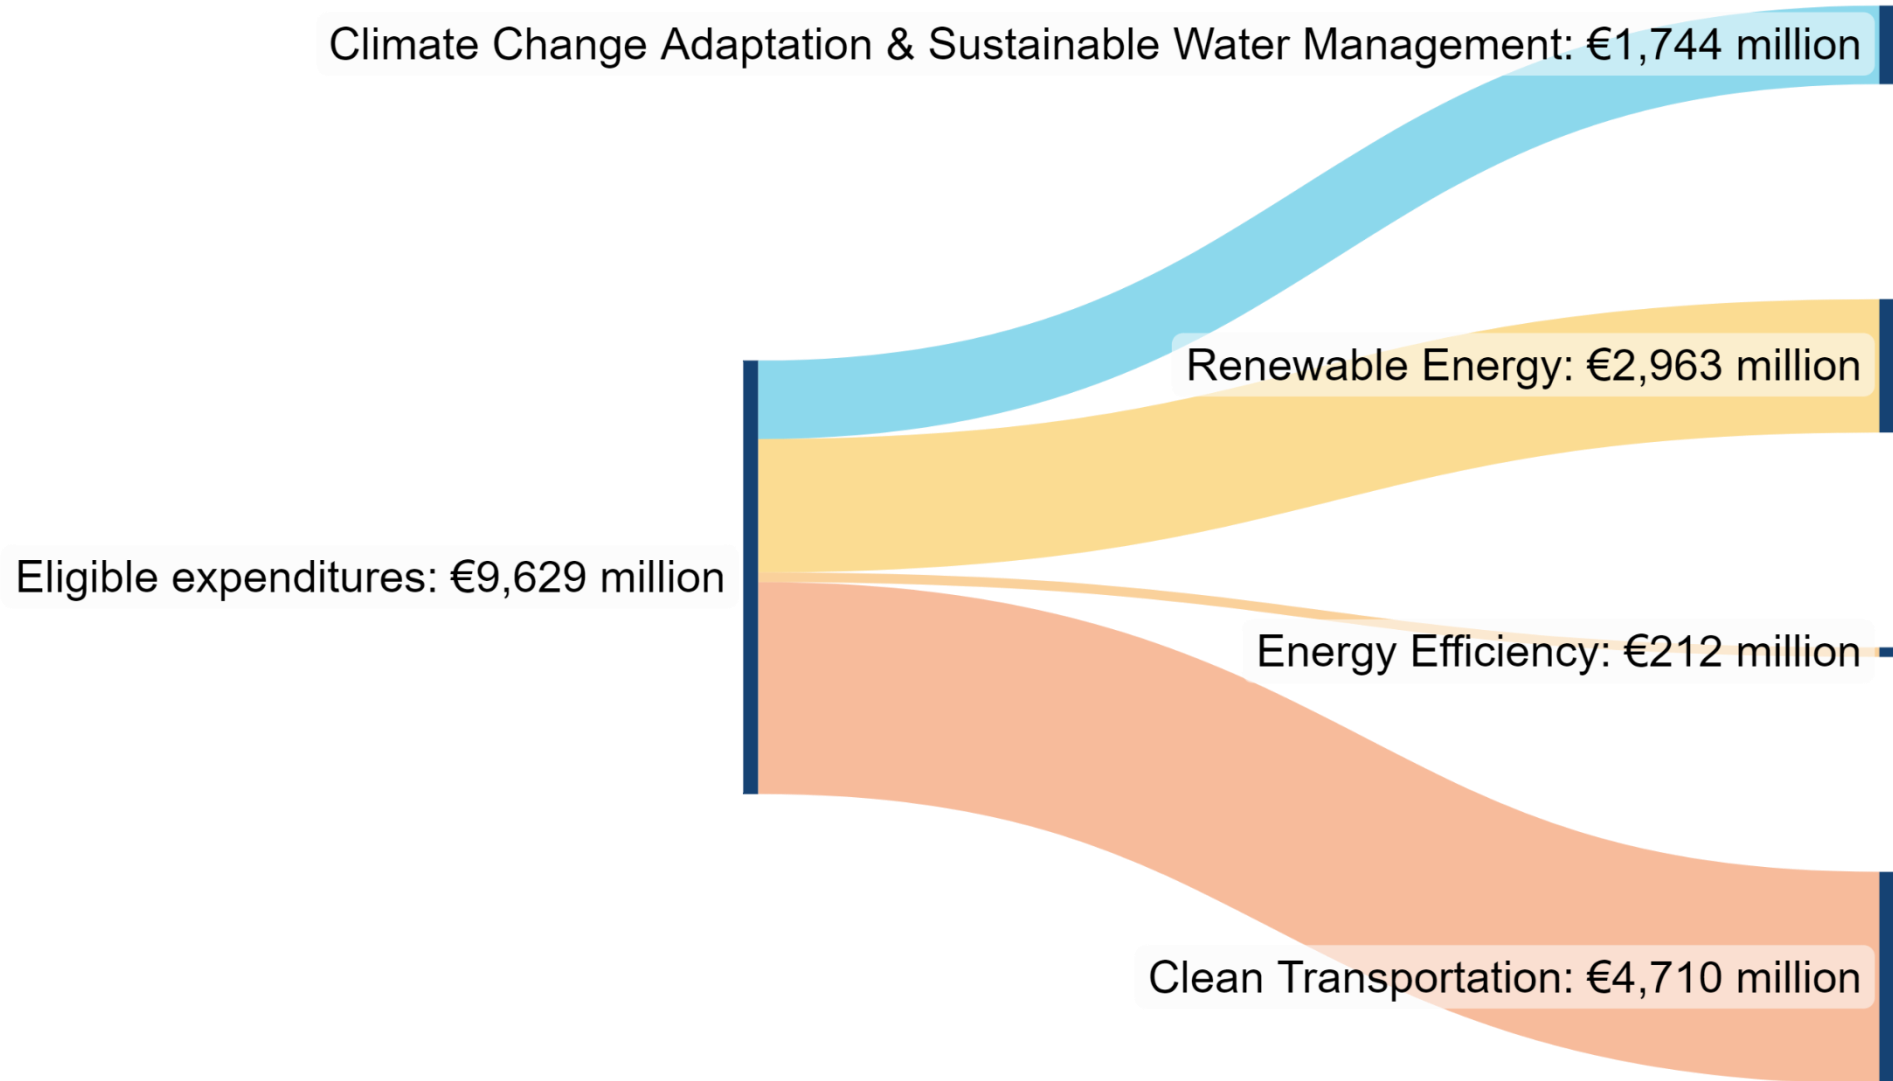 Climate Change Adaptation & Sustainable Water Management: €1,744 million
Renewable Energy: €2,963 million
Eligible expenditures: €9,629 million
Energy Efficiency: €212 million
Clean Transportation: €4,710 million